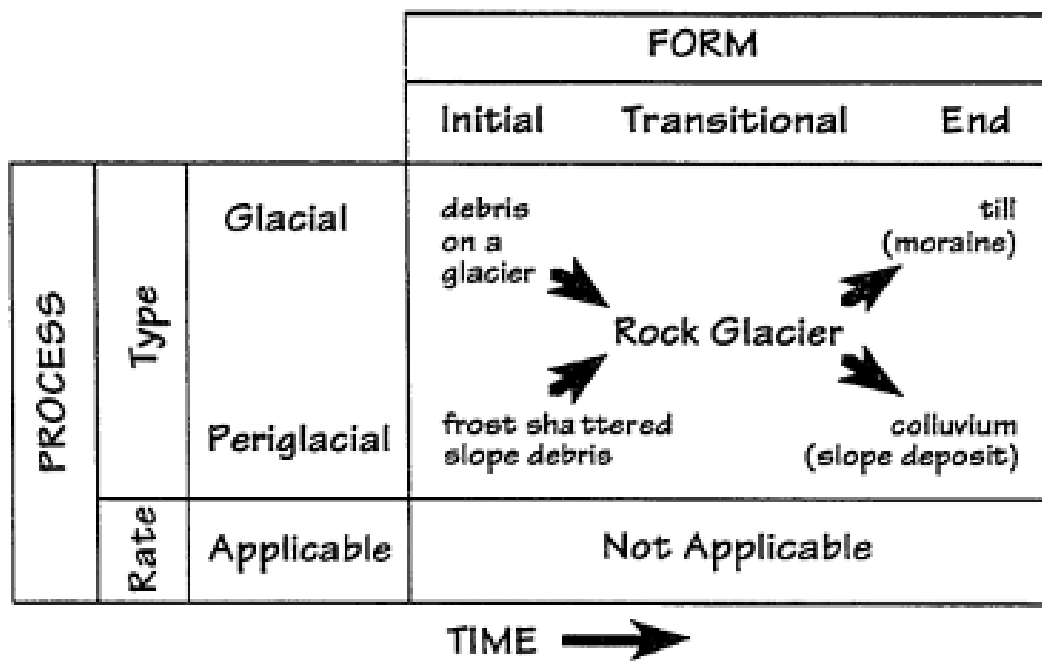 FORM
Initial Transitional End
PROCESS
Type
Glacial
debris
on a
glacier
till
(moraine)
Rock Glacier
Periglacial
frost shattered
slope debris
colluvium
(slope deposit)
Rate
Applicable
Not Applicable
TIME